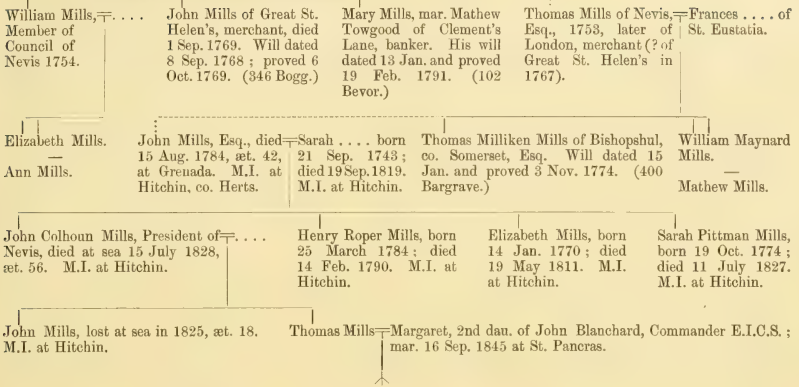 William Mills,╤. . . .
Member of
Council of
Nevis 1754.
John Mills of Great St.
Helen's, merchant, died
1 Sep. 1769. Will dated
8 Sep. 1768 ; proved 6
Oct. 1769. (346 Bogg.)
Mary Mills, mar. Mathew
Towgood of Clement's
Lane, banker. His will
dated 13 Jan. and proved
19 Feb. 1791. (102
Bevor.)
Thomas Mills of Nevis,╤Frances . . . . of
Esq., 1753, later of St. Eustatia.
London, merchant (? of
Great St. Helen's in
1767).
Elizabeth Mills.
—
Ann Mills.
John Mills, Esq., died╤Sarah . . . . born
15 Aug. 1784, æt. 42, 21 Sep. 1743 ;
at Grenada. M.I. at died 19 Sep. 1819.
Hitchin, co. Herts. M.I. at Hitchin.
Thomas Milliken Mills of Bishopshul,
co. Somerset, Esq. Will dated 15
Jan. and proved 3 Nov. 1774. (400
Bargrave.)
William Maynard
Mills.
—
Mathew Mills.
John Colhoun Mills, President of╤. . . .
Nevis, died at sea 15 July 1828,
æt. 56. M.I. at Hitchin.
Henry Roper Mills, born
25 March 1784 ; died
14 Feb. 1790. M.I. at
Hitchin.
Elizabeth Mills, born
14 Jan. 1770 ; died
19 May 1811. M.I.
at Hitchin.
Sarah Pittman Mills,
born 19 Oct. 1774 ;
died 11 July 1827.
M.I. at Hitchin.
John Mills, lost at sea in 1825, æt. 18.
M.I. at Hitchin.
Thomas Mills╤Margaret, 2nd dau. of John Blanchard, Commander E.I.C.S. ;
mar. 16 Sep. 1845 at St. Pancras.